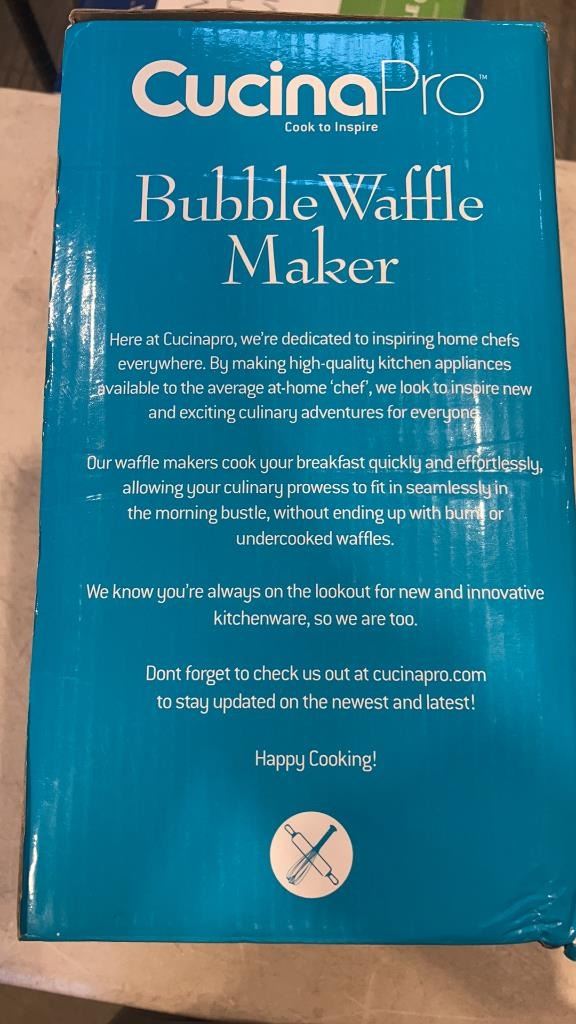 CucinaPro™
Cook to Inspire
Bubble Waffle
Maker
Here at Cucinapro, we're dedicated to inspiring home chefs
everywhere. By making high-quality kitchen appliances
available to the average at-home 'chef', we look to inspire new
and exciting culinary adventures for everyone.
Our waffle makers cook your breakfast quickly and effortlessly,
allowing your culinary prowess to fit in seamlessly in
the morning bustle, without ending up with burnt or
undercooked waffles.
We know you're always on the lookout for new and innovative
kitchenware, so we are too.
Dont forget to check us out at cucinapro.com
to stay updated on the newest and latest!
Happy Cooking!